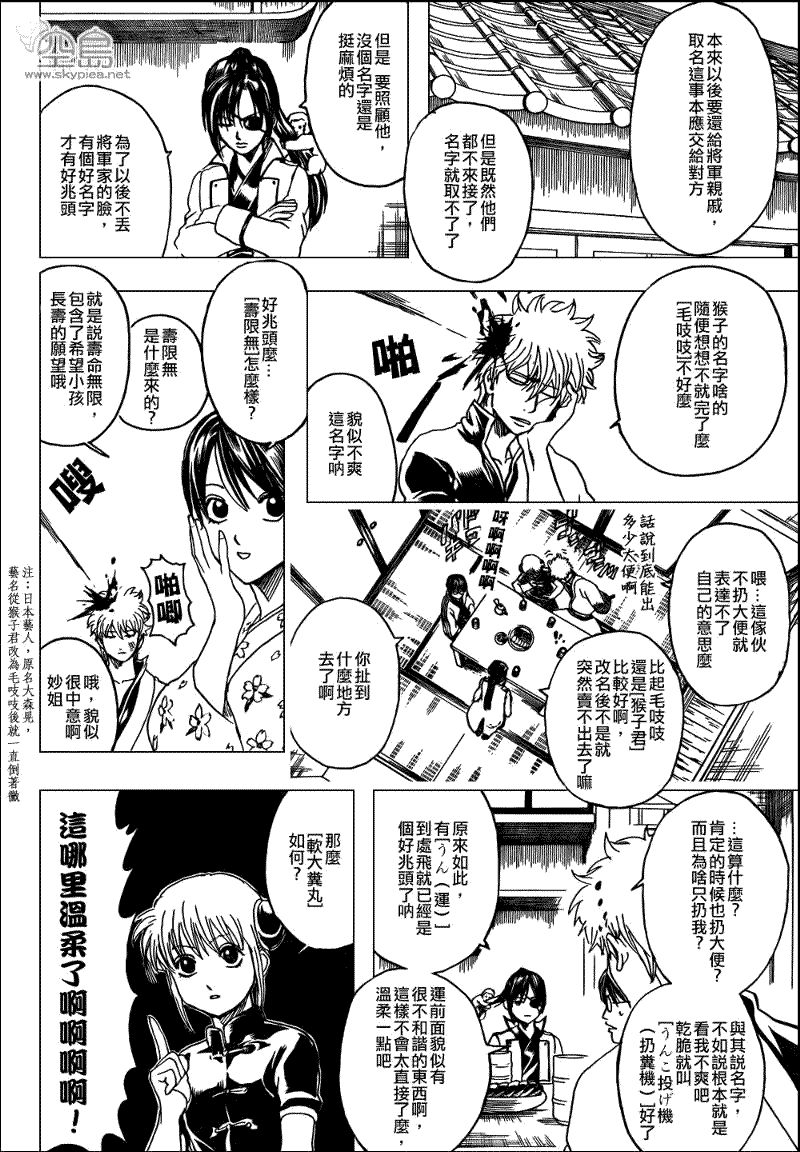 空島
www.skypiea.net
本來以後要還給將軍親戚，
取名這事本應交給對方
但是既然他們
都不來接了，
名字就取不了了
但是 要照顧他，
沒個名字還是
挺麻煩的
為了以後不丟
將軍家的臉，
有個好名字
才有好兆頭
猴子的名字啥的
隨便想想不就完了麼
[毛吱吱]不好麼
啪
貌似不爽
這名字吶
好兆頭麼…
[壽限無]怎麼樣？
壽限無
是什麼來的？
就是說壽命無限，
包含了希望小孩
長壽的願望哦
嗖
哦，貌似
很中意啊
妙姐
喂…這傢伙
不扔大便就
表達不了
自己的意思麼
話說到底能出
多少大便啊
比起毛吱吱
還是[猴子君]
比較好啊，
改名後不是就
突然賣不出去了嘛
你扯到
什麼地方
去了啊
注：日本藝人，原名大森晃，
藝名從猴子君改為毛吱吱後就一直倒著黴
…這算什麼？
肯定的時候也扔大便？
而且為啥只扔我？
與其說名字，
不如說根本就是
看我不爽吧
乾脆就叫
[うんこ投げ機
（扔糞機）]好了
原來如此，
有[うん（運）]
到處飛就已經是
個好兆頭了吶
運前面貌似有
很不和諧的東西啊，
這樣不會太直接了麼，
溫柔一點吧
那麼
[軟大糞丸]
如何？
這哪里溫柔了啊啊啊啊！